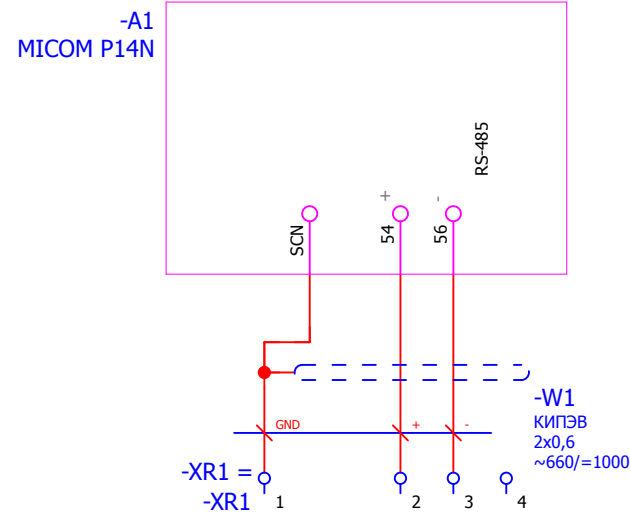 -A1
MICOM P14N
RS-485
+
-
SCN
54
56
-W1
КИПЭВ
2x0,6
~660/=1000
GND
+
-
-XR1 =
-XR1
1
2
3
4